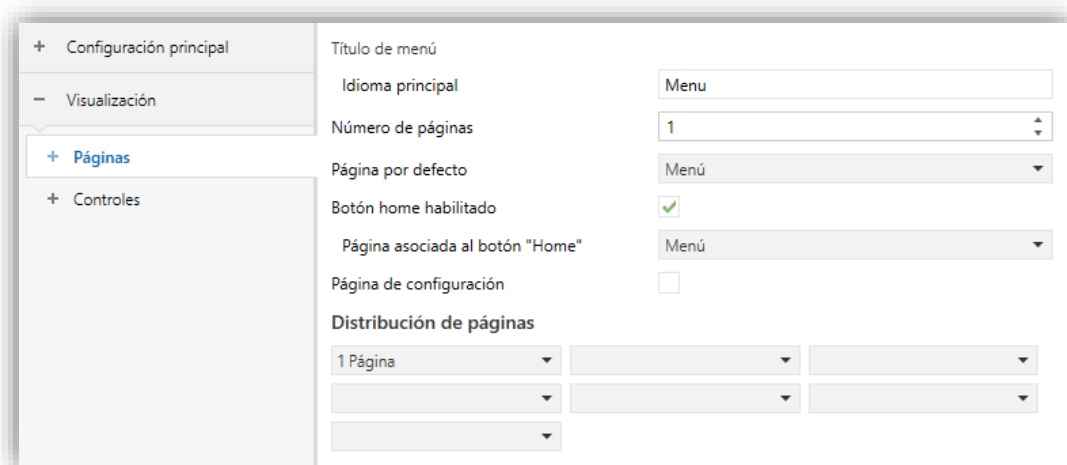 Configuración principal
Visualización
Páginas
Controles
Título de menú
Idioma principal
Menu
Número de páginas
1
Página por defecto
Menú
Botón home habilitado
Página asociada al botón "Home"
Menú
Página de configuración
Distribución de páginas
1 Página